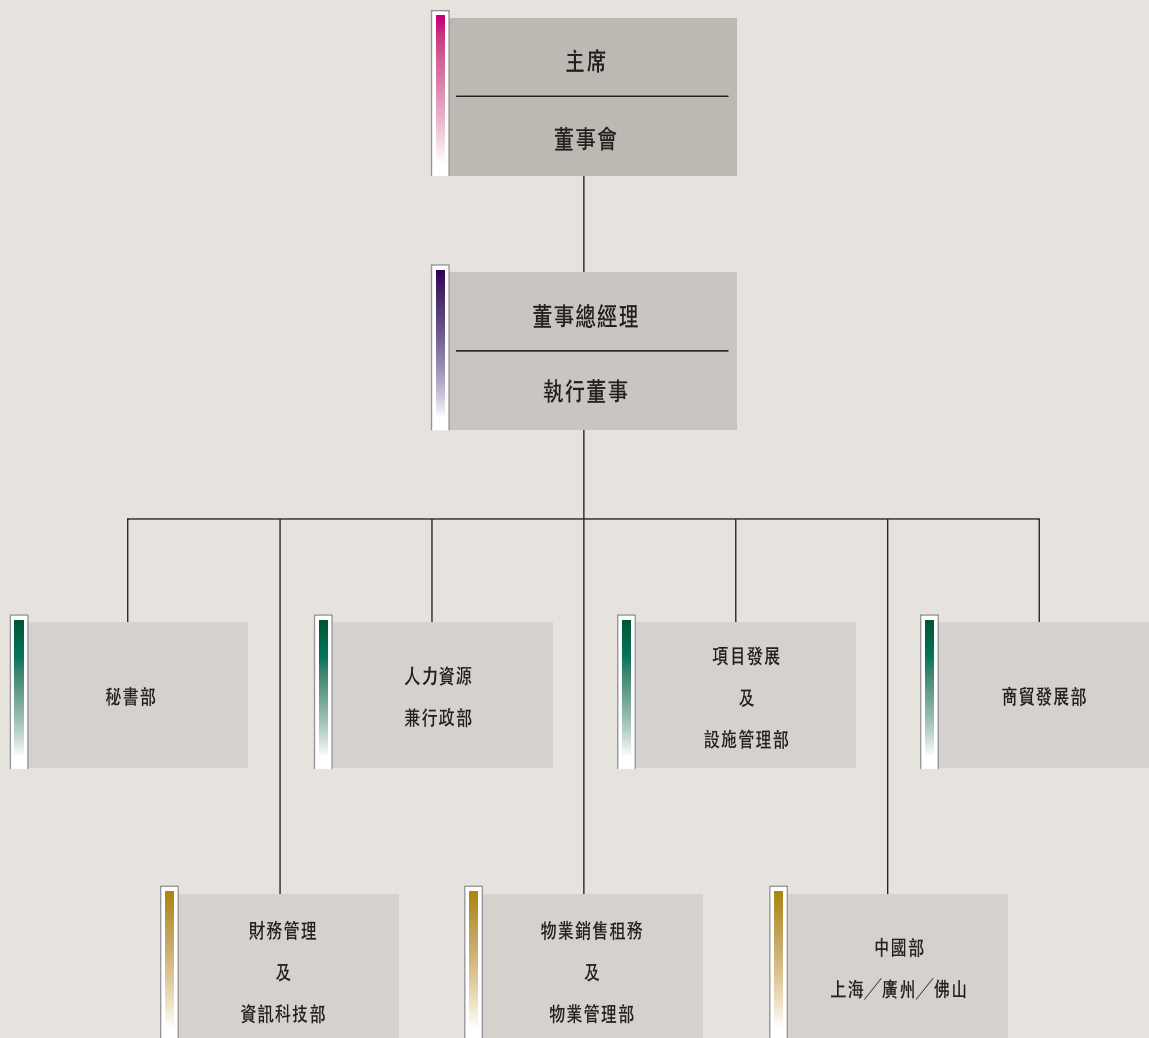 主席
董事會
董事總經理
執行董事
秘書部
人力資源
兼行政部
項目發展
及
設施管理部
商貿發展部
財務管理
及
資訊科技部
物業銷售租務
及
物業管理部
中國部
上海／廣州／佛山